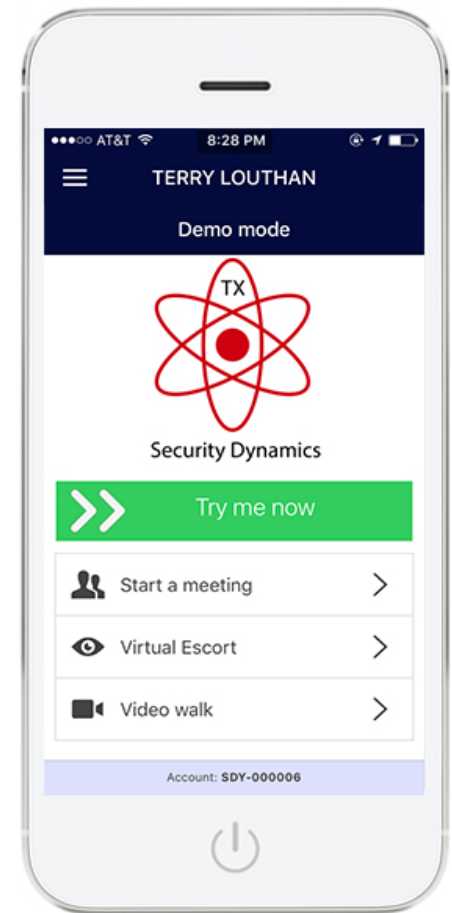 AT&T 8:28 PM
TERRY LOUTHAN
Demo mode
TX
Security Dynamics
Try me now
Start a meeting
Virtual Escort
Video walk
Account: SDY-000006